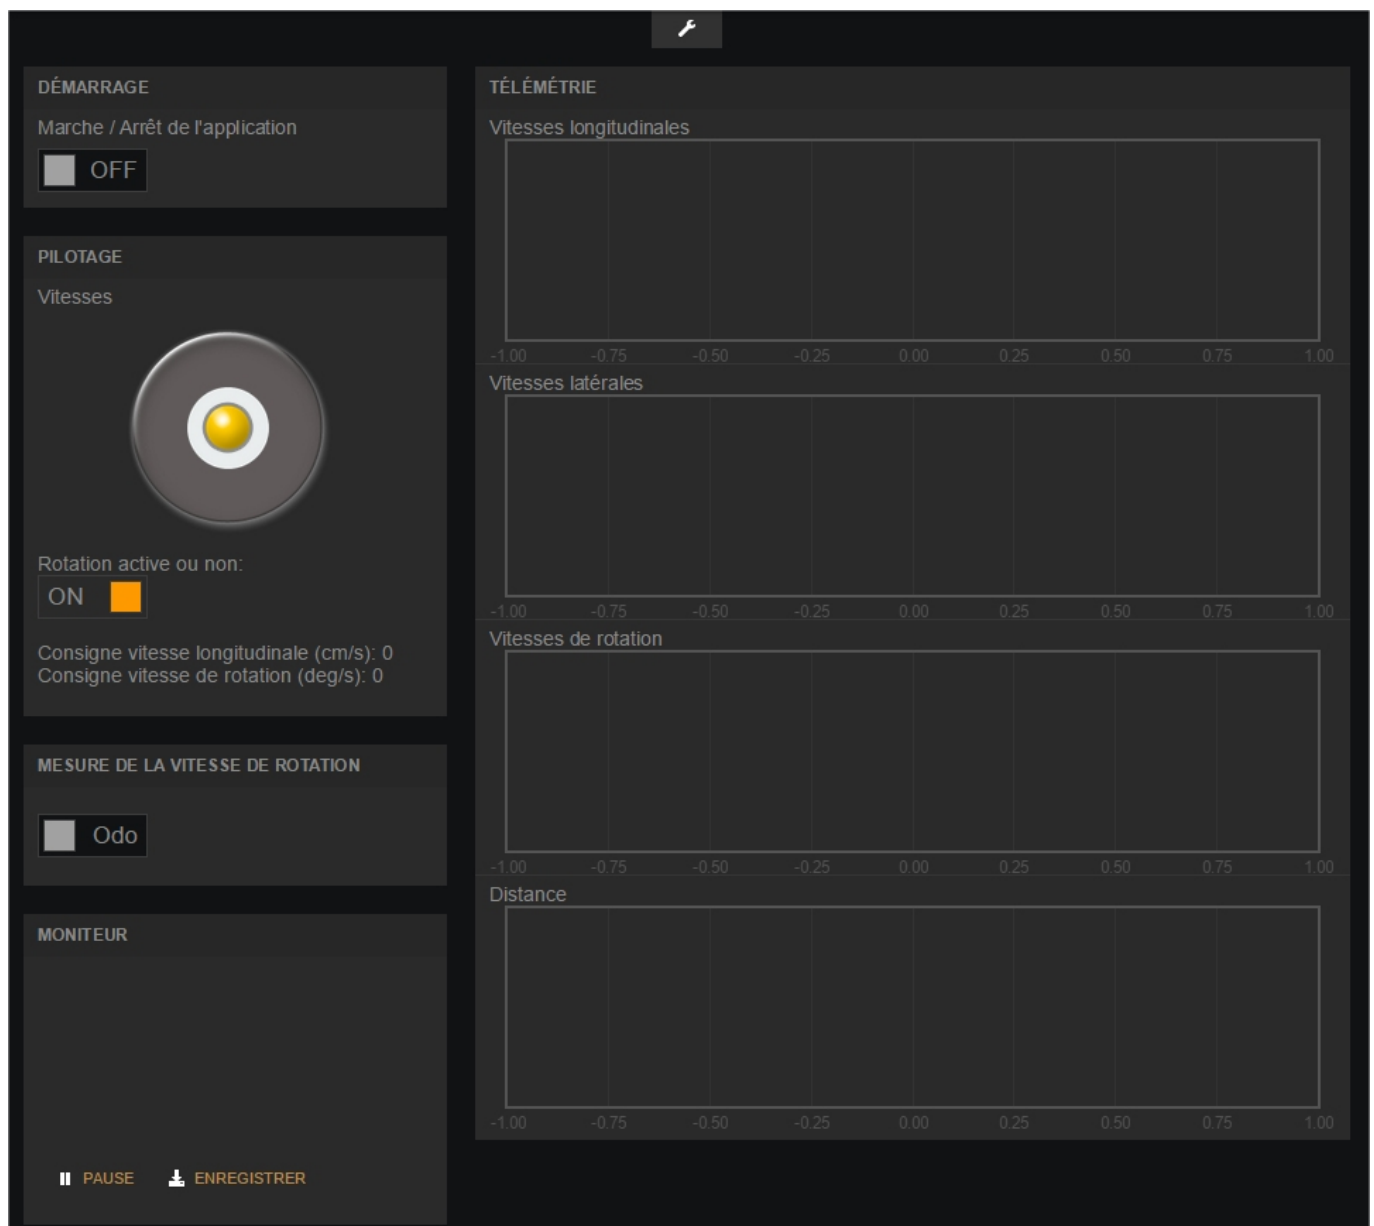 DÉMARRAGE
Marche / Arrêt de l'application
OFF
PILOTAGE
Vitesses
Rotation active ou non:
ON
Consigne vitesse longitudinale (cm/s): 0
Consigne vitesse de rotation (deg/s): 0
MESURE DE LA VITESSE DE ROTATION
Odo
MONITEUR
PAUSE ENREGISTRER
TÉLÉMÉTRIE
Vitesses longitudinales
-1.00 -0.75 -0.50 -0.25 0.00 0.25 0.50 0.75 1.00
Vitesses latérales
-1.00 -0.75 -0.50 -0.25 0.00 0.25 0.50 0.75 1.00
Vitesses de rotation
-1.00 -0.75 -0.50 -0.25 0.00 0.25 0.50 0.75 1.00
Distance
-1.00 -0.75 -0.50 -0.25 0.00 0.25 0.50 0.75 1.00